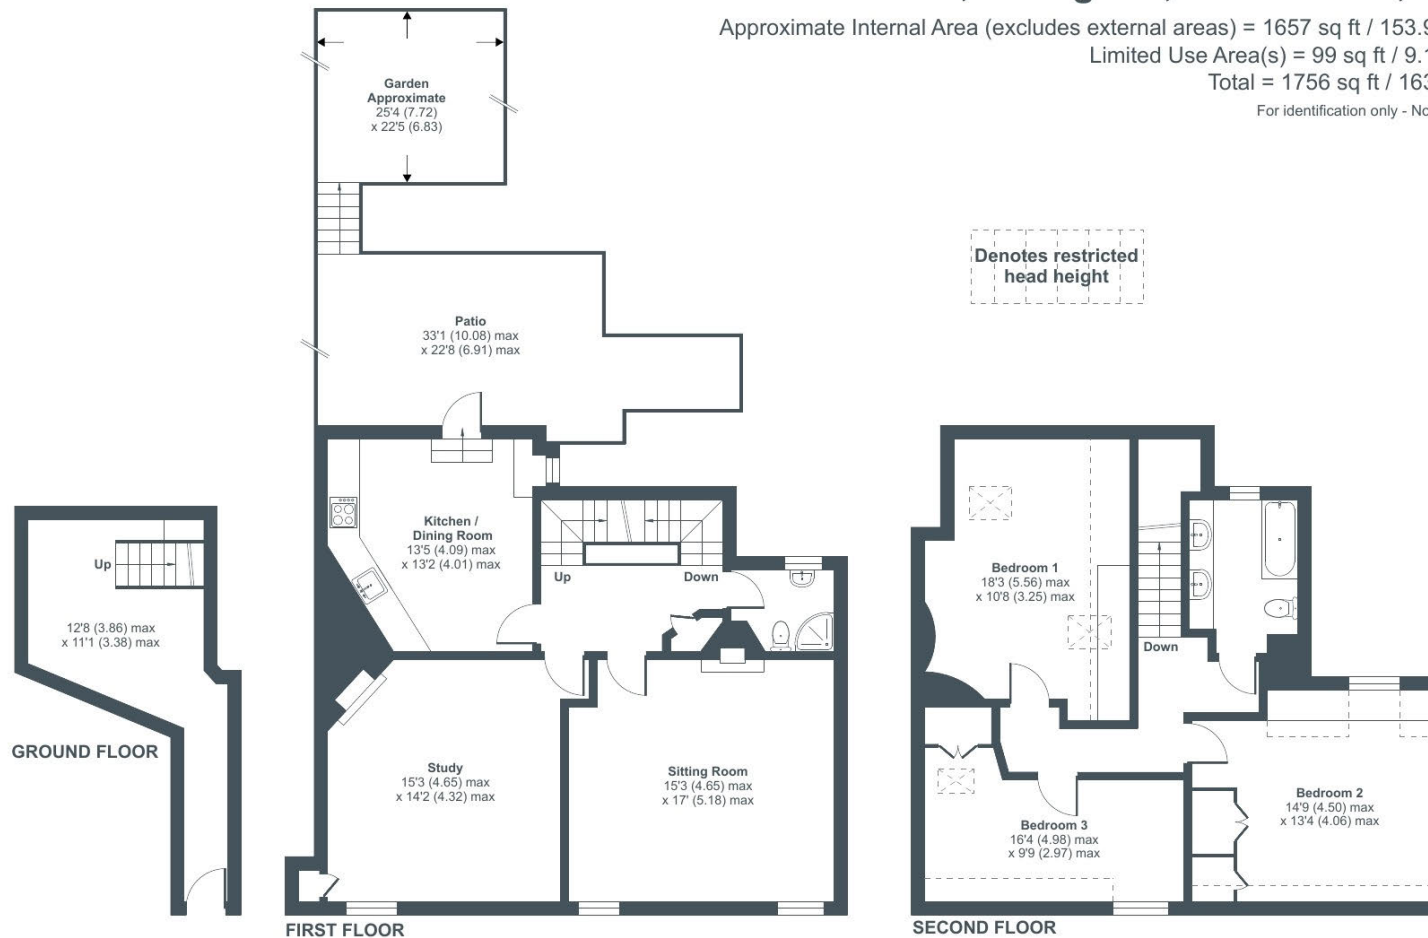 Approximate Internal Area (excludes external areas) = 1657 sq ft / 153.9
Limited Use Area(s) = 99 sq ft / 9.1
Total = 1756 sq ft / 163
For identification only - No
Garden
Approximate
25'4 (7.72)
x 22'5 (6.83)
Denotes restricted
head height
Patio
33'1 (10.08) max
x 22'8 (6.91) max
Kitchen /
Dining Room
13'5 (4.09) max
x 13'2 (4.01) max
Up
Down
Up
12'8 (3.86) max
x 11'1 (3.38) max
GROUND FLOOR
Study
15'3 (4.65) max
x 14'2 (4.32) max
Sitting Room
15'3 (4.65) max
x 17' (5.18) max
FIRST FLOOR
Bedroom 1
18'3 (5.56) max
x 10'8 (3.25) max
Down
Bedroom 2
14'9 (4.50) max
x 13'4 (4.06) max
Bedroom 3
16'4 (4.98) max
x 9'9 (2.97) max
SECOND FLOOR